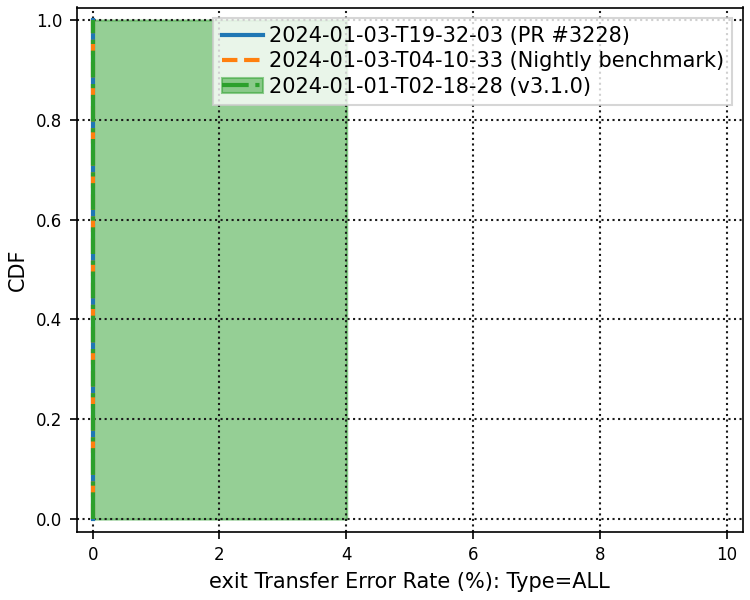 2024-01-03-T19-32-03 (PR #3228)
2024-01-03-T04-10-33 (Nightly benchmark)
2024-01-01-T02-18-28 (v3.1.0)
CDF
1.0
0.8
0.6
0.4
0.2
0.0
0 2 4 6 8 10
exit Transfer Error Rate (%): Type=ALL